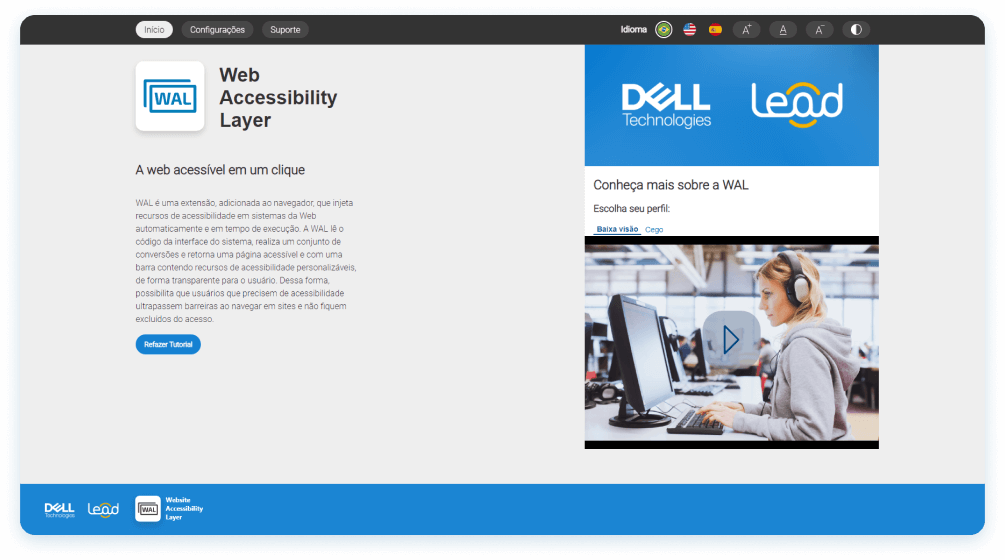 Início Configurações Suporte Idioma A+ A A-
WAL
Web
Accessibility
Layer
A web acessível em um clique
WAL é uma extensão, adicionada ao navegador, que injeta
recursos de acessibilidade em sistemas da Web
automaticamente e em tempo de execução. A WAL lê o
código da interface do sistema, realiza um conjunto de
conversões e retorna uma página acessível e com uma
barra contendo recursos de acessibilidade personalizáveis,
de forma transparente para o usuário. Dessa forma,
possibilita que usuários que precisem de acessibilidade
ultrapassem barreiras ao navegar em sites e não fiquem
excluídos do acesso.
Refazer Tutorial
DELL
Technologies
Lead
Conheça mais sobre a WAL
Escolha seu perfil:
Baixa visão Cego
DELL
Technologies
Lead
WAL
Website
Accessibility
Layer